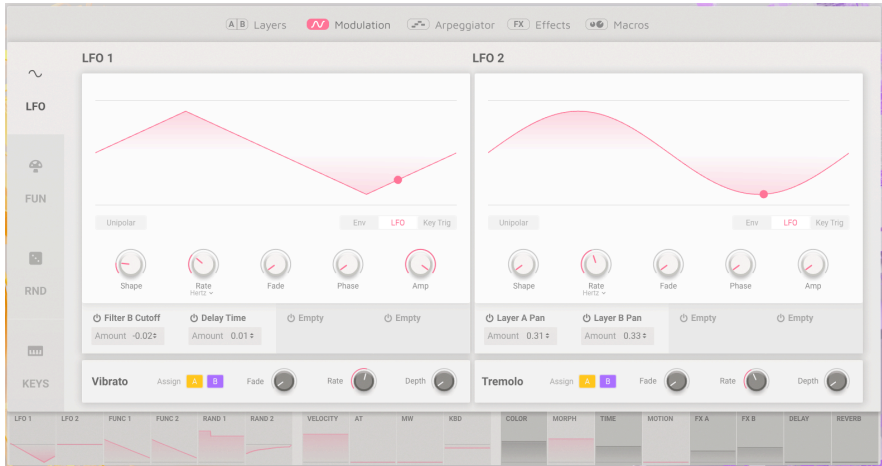 A B Layers Modulation Arpeggiator FX Effects Macros
LFO 1 LFO 2
LFO
FUN
RND
KEYS
Unipolar Env LFO Key Trig
Shape Rate Fade Phase Amp
Hertz
Filter B Cutoff Delay Time Empty Empty
Amount -0.02 Amount 0.01
Unipolar Env LFO Key Trig
Shape Rate Fade Phase Amp
Hertz
Layer A Pan Layer B Pan Empty Empty
Amount 0.31 Amount 0.33
Vibrato Assign A B Fade Rate Depth
Tremolo Assign A B Fade Rate Depth
LFO 1 LFO 2 FUNC 1 FUNC 2 RAND 1 RAND 2 VELOCITY AT MW KBD COLOR MORPH TIME MOTION FX A FX B DELAY REVERB